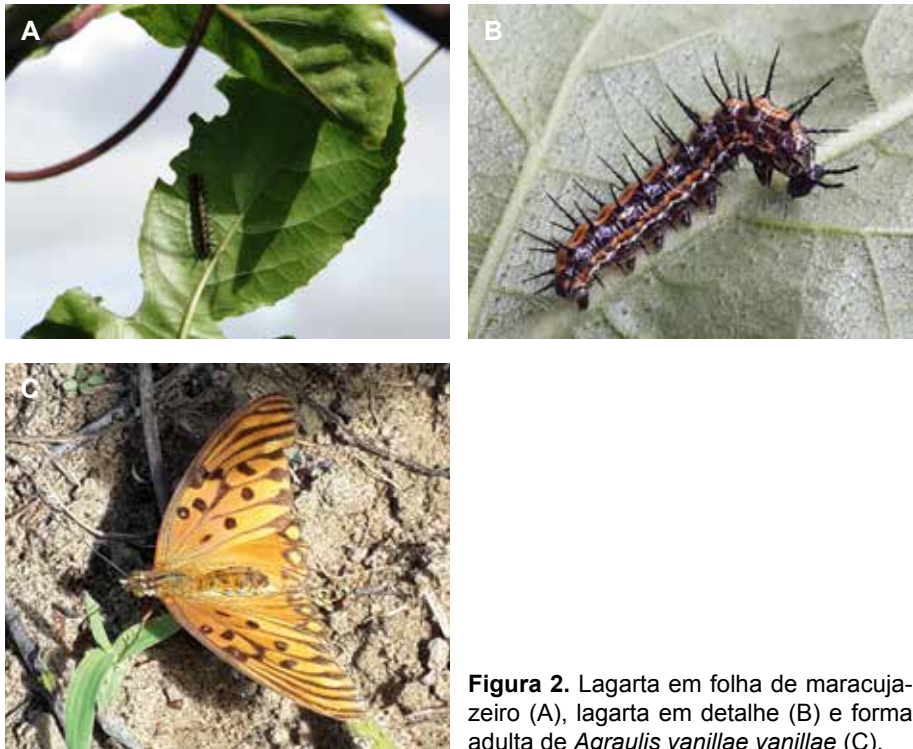 A
B
C
Figura 2. Lagarta em folha de maracuja-
zeiro (A), lagarta em detalhe (B) e forma
adulta de Agraulis vanillae vanillae (C).